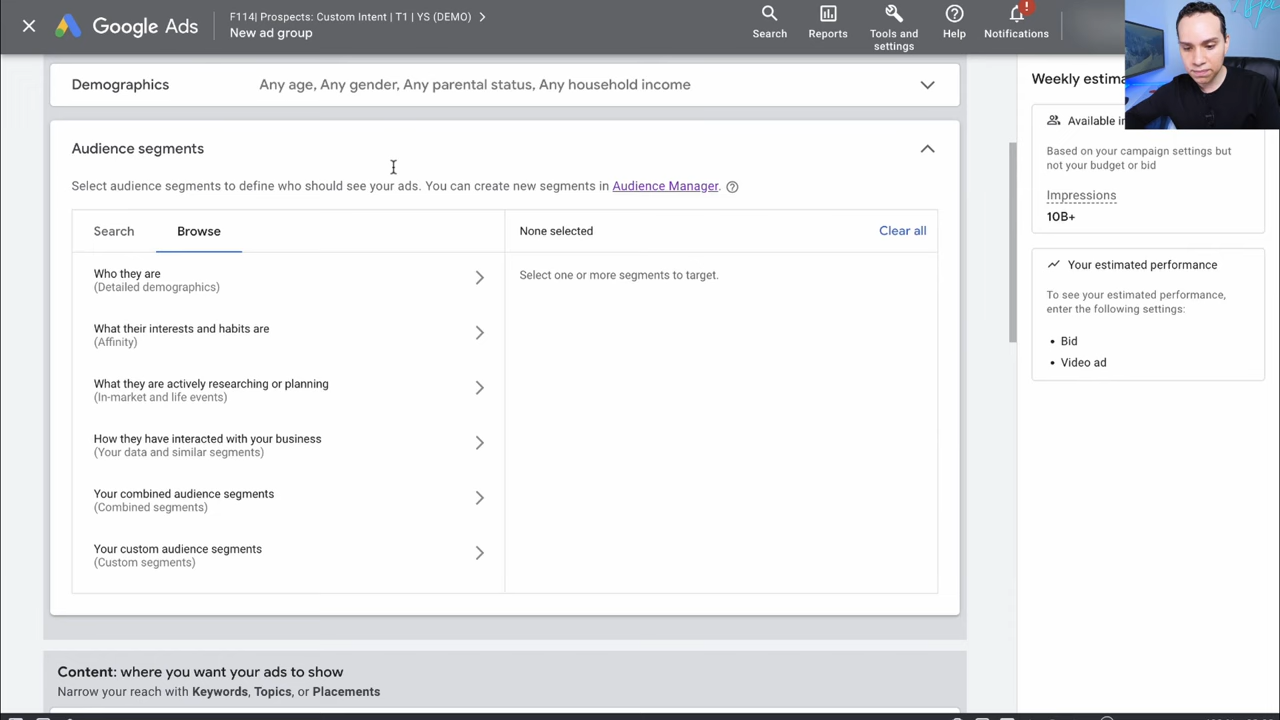 Google Ads
F114| Prospects: Custom Intent | T1 | YS (DEMO)
New ad group
Search
Reports
Tools and
settings
Help
Notifications
Demographics
Any age, Any gender, Any parental status, Any household income
Audience segments
Select audience segments to define who should see your ads. You can create new segments in Audience Manager.
Search
Browse
None selected
Clear all
Who they are
(Detailed demographics)
Select one or more segments to target.
What their interests and habits are
(Affinity)
What they are actively researching or planning
(In-market and life events)
How they have interacted with your business
(Your data and similar segments)
Your combined audience segments
(Combined segments)
Your custom audience segments
(Custom segments)
Content: where you want your ads to show
Narrow your reach with Keywords, Topics, or Placements
Weekly
Available
Based on your campaign settings but
not your budget or bid
Impressions
10B+
Your estimated performance
To see your estimated performance,
enter the following settings:
• Bid
• Video ad